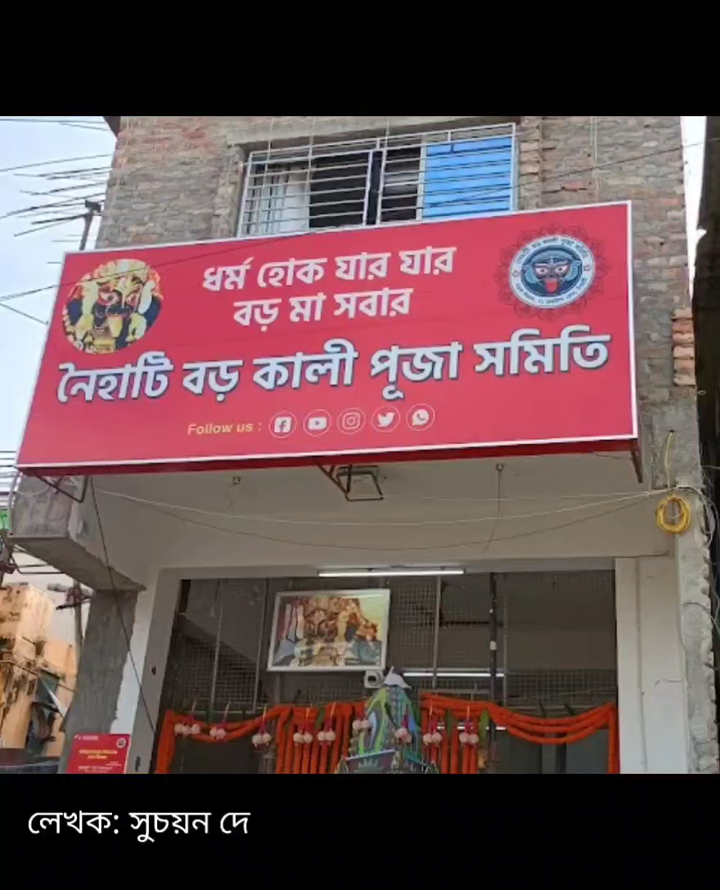 ধর্ম হোক যার যার
বড় মা সবার
নৈহাটি বড় কালী পূজা সমিতি
Follow us :
লেখক: সুচয়ন দে